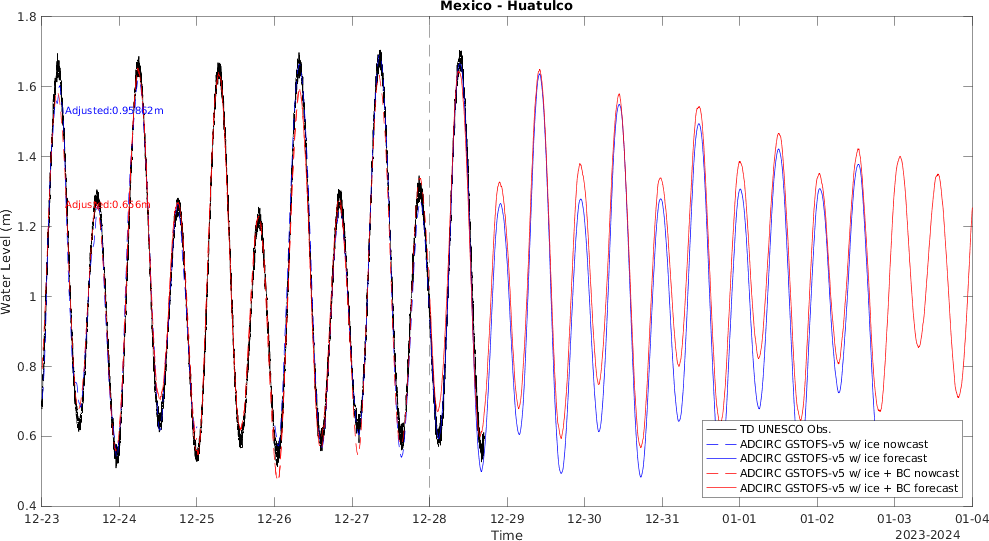 Mexico - Huatulco
1.8
1.6
1.4
1.2
1
0.8
0.6
0.4
Water Level (m)
Adjusted:0.95862m
Adjusted:0.656m
TD UNESCO Obs.
ADCIRC GSTOFS-v5 w/ ice nowcast
ADCIRC GSTOFS-v5 w/ ice forecast
ADCIRC GSTOFS-v5 w/ ice + BC nowcast
ADCIRC GSTOFS-v5 w/ ice + BC forecast
12-23 12-24 12-25 12-26 12-27 12-28 12-29 12-30 12-31 01-01 01-02 01-03 01-04
Time
2023-2024